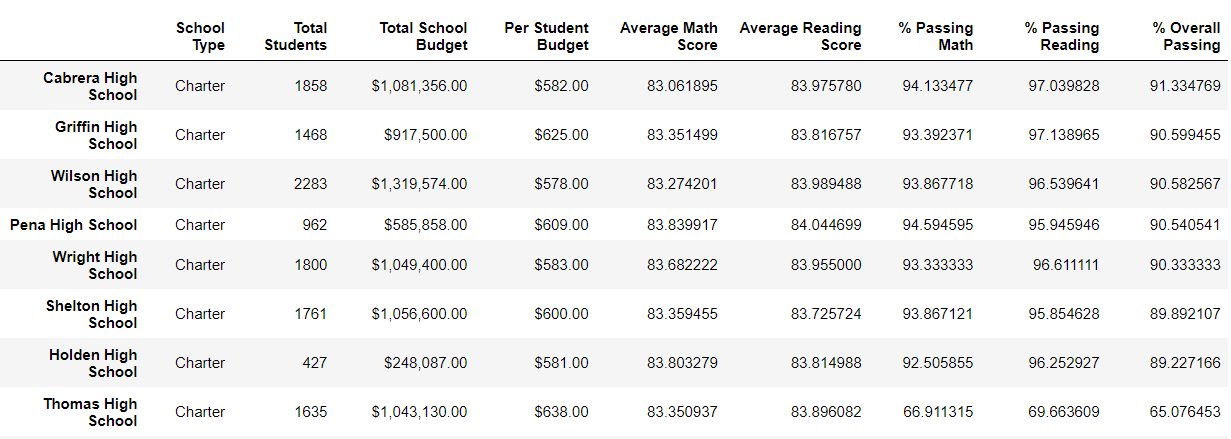 School Type Total Students Total School Budget Per Student Budget Average Math Score Average Reading Score % Passing Math % Passing Reading % Overall Passing
Cabrera High School Charter 1858 $1,081,356.00 $582.00 83.061895 83.975780 94.133477 97.039828 91.334769
Griffin High School Charter 1468 $917,500.00 $625.00 83.351499 83.816757 93.392371 97.138965 90.599455
Wilson High School Charter 2283 $1,319,574.00 $578.00 83.274201 83.989488 93.867718 96.539641 90.582567
Pena High School Charter 962 $585,858.00 $609.00 83.839917 84.044699 94.594595 95.945946 90.540541
Wright High School Charter 1800 $1,049,400.00 $583.00 83.682222 83.955000 93.333333 96.611111 90.333333
Shelton High School Charter 1761 $1,056,600.00 $600.00 83.359455 83.725724 93.867121 95.854628 89.892107
Holden High School Charter 427 $248,087.00 $581.00 83.803279 83.814988 92.505855 96.252927 89.227166
Thomas High School Charter 1635 $1,043,130.00 $638.00 83.350937 83.896082 66.911315 69.663609 65.076453